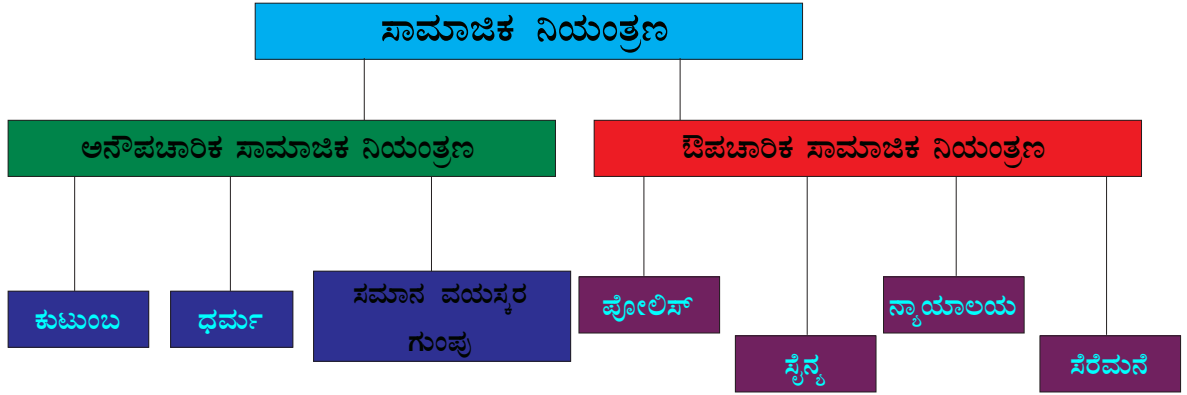 ಸಾಮಾಜಿಕ ನಿಯಂತ್ರಣ
ಅನೌಪಚಾರಿಕ ಸಾಮಾಜಿಕ ನಿಯಂತ್ರಣ
ಔಪಚಾರಿಕ ಸಾಮಾಜಿಕ ನಿಯಂತ್ರಣ
ಕುಟುಂಬ
ಧರ್ಮ
ಸಮಾನ ವಯಸ್ಕರ
ಗುಂಪು
ಪೋಲಿಸ್
ಸೈನ್ಯ
ನ್ಯಾಯಾಲಯ
ಸೆರೆಮನೆ